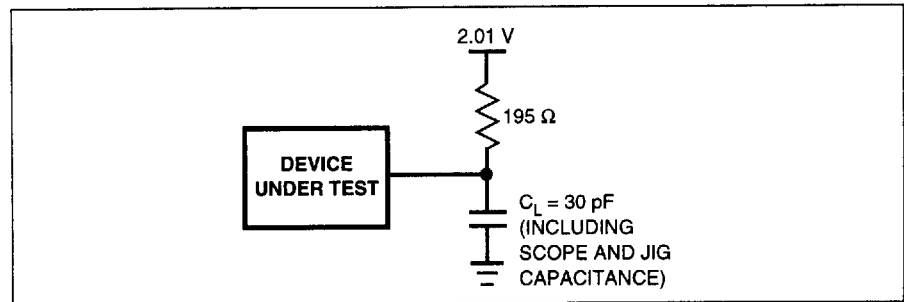 2.01 V
195 Ω
DEVICE
UNDER TEST
C_L = 30 pF
(INCLUDING
SCOPE AND JIG
CAPACITANCE)